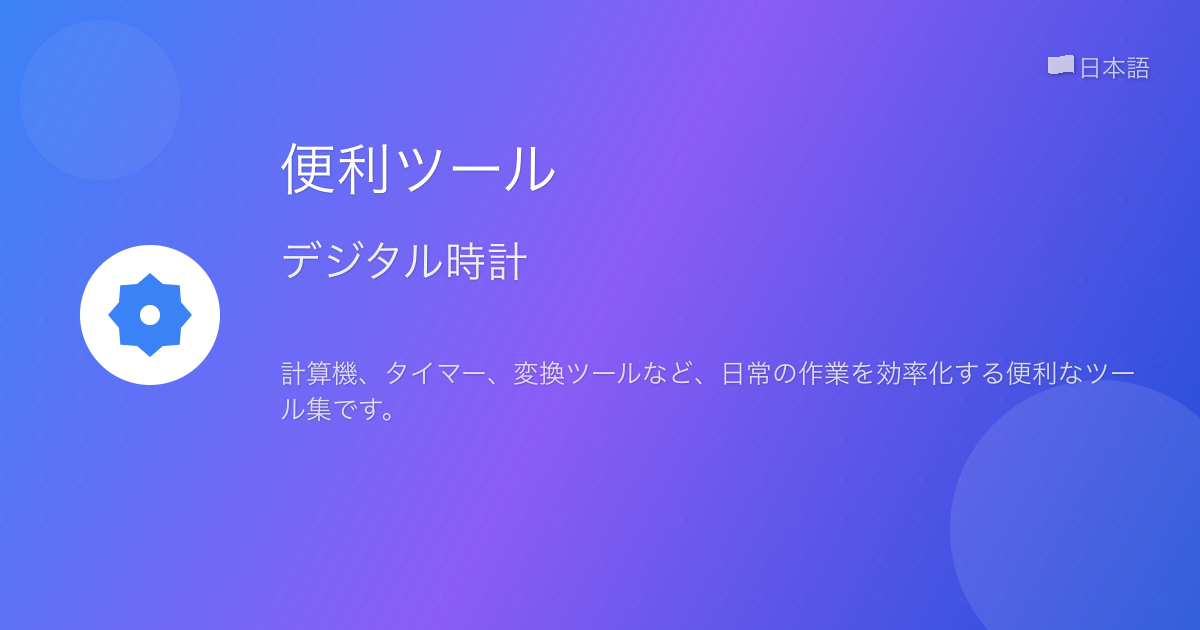 日本語
便利ツール
デジタル時計
計算機、タイマー、変換ツールなど、日常の作業を効率化する便利なツー
ル集です。